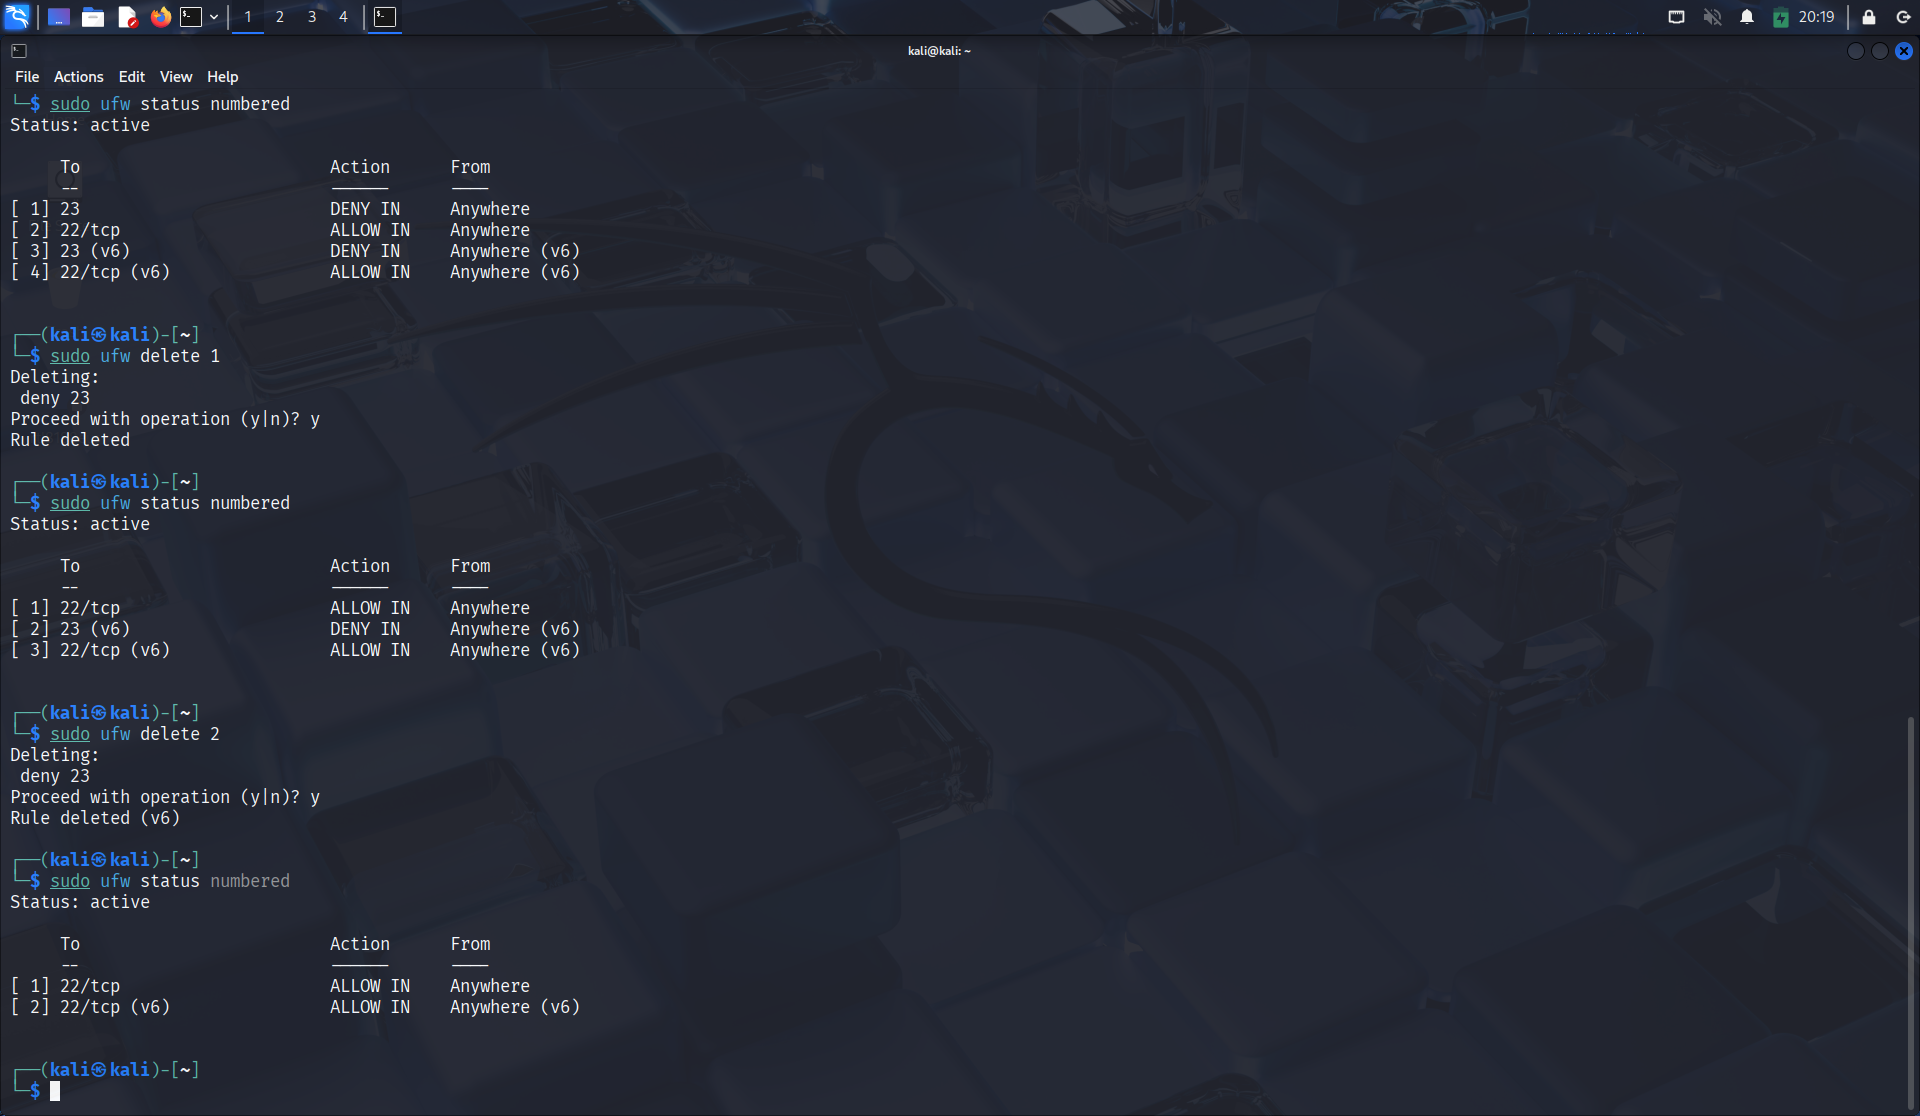 1 2 3 4 20:19
kali@kali: ~
File Actions Edit View Help
└─$ sudo ufw status numbered
Status: active
To Action From
-- ------ ----
[ 1] 23 DENY IN Anywhere
[ 2] 22/tcp ALLOW IN Anywhere
[ 3] 23 (v6) DENY IN Anywhere (v6)
[ 4] 22/tcp (v6) ALLOW IN Anywhere (v6)
┌──(kali㉿kali)-[~]
└─$ sudo ufw delete 1
Deleting:
deny 23
Proceed with operation (y|n)? y
Rule deleted
┌──(kali㉿kali)-[~]
└─$ sudo ufw status numbered
Status: active
To Action From
-- ------ ----
[ 1] 22/tcp ALLOW IN Anywhere
[ 2] 23 (v6) DENY IN Anywhere (v6)
[ 3] 22/tcp (v6) ALLOW IN Anywhere (v6)
┌──(kali㉿kali)-[~]
└─$ sudo ufw delete 2
Deleting:
deny 23
Proceed with operation (y|n)? y
Rule deleted (v6)
┌──(kali㉿kali)-[~]
└─$ sudo ufw status numbered
Status: active
To Action From
-- ------ ----
[ 1] 22/tcp ALLOW IN Anywhere
[ 2] 22/tcp (v6) ALLOW IN Anywhere (v6)
┌──(kali㉿kali)-[~]
└─$